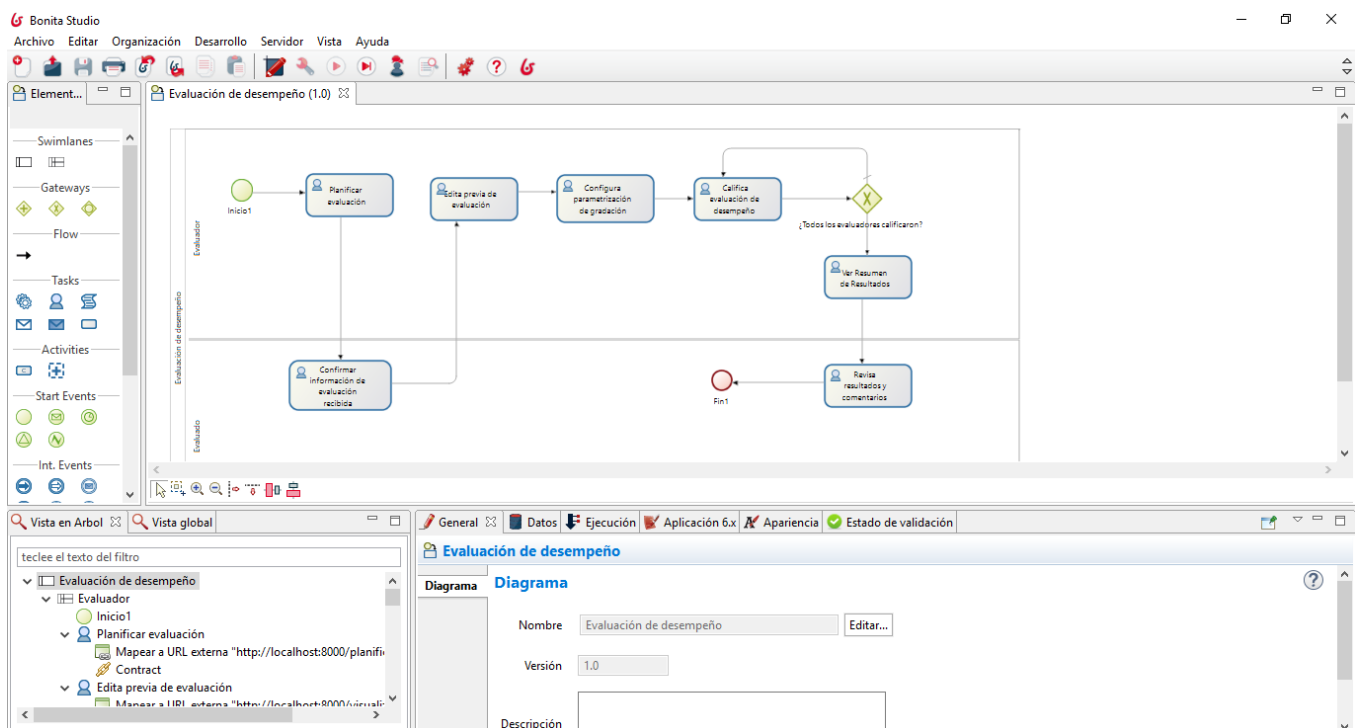 Bonita Studio
Archivo Editar Organización Desarrollo Servidor Vista Ayuda
Element...
Evaluación de desempeño (1.0)
Swimlanes
Gateways
Flow
Tasks
Activities
Start Events
Int. Events
Evaluación de desempeño
Evaluador
Inicio1
Planificar
evaluación
Edita previa de
evaluación
Configura
parametrización
de gradación
Califica
evaluación de
desempeño
¿Todos los evaluadores calificaron?
Ver Resumen
de Resultados
Evaluado
Confirmar
información de
evaluación
recibida
Fin1
Revisa
resultados y
comentarios
Vista en Arbol
Vista global
teclee el texto del filtro
Evaluación de desempeño
Evaluador
Inicio1
Planificar evaluación
Mapear a URL externa "http://localhost:8000/planifi
Contract
Edita previa de evaluación
Mapear a URL externa "http://localhost:8000/visuali
General Datos Ejecución Aplicación 6.x Apariencia Estado de validación
Evaluación de desempeño
Diagrama
Diagrama
Nombre Evaluación de desempeño Editar...
Versión 1.0
Descripción